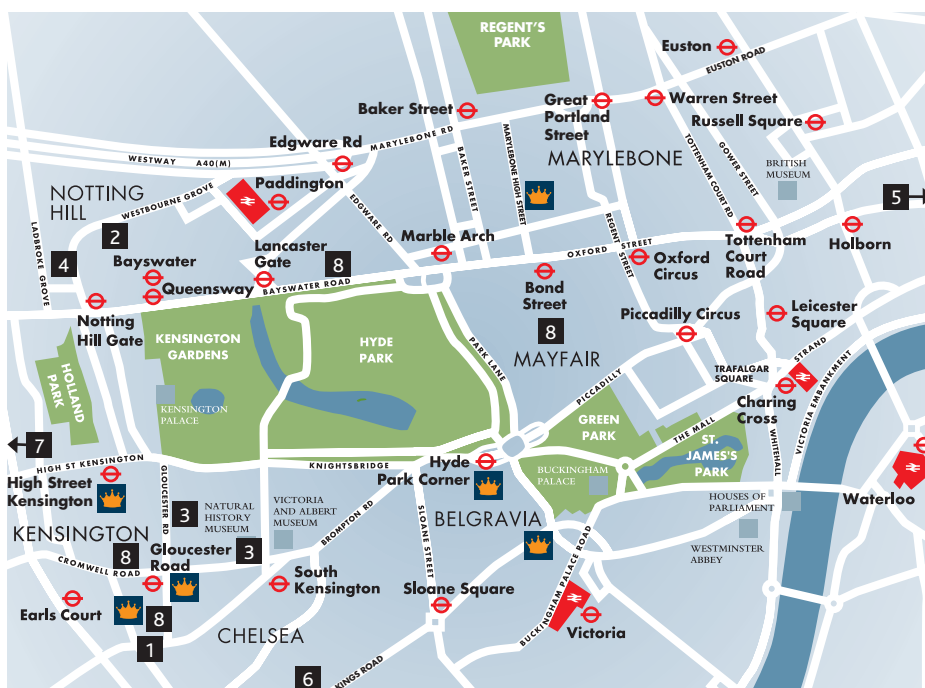 REGENT'S
PARK
Euston
EUSTON ROAD
Baker Street
Great
Portland
Street
Warren Street
Russell Square
Edgware Rd
MARYLEBONE RD
WESTWAY A40(M)
MARYLEBONE
BAKER STREET
MARYLEBONE HIGH STREET
TOTTENHAM COURT RD
GOWER STREET
BRITISH
MUSEUM
NOTTING
HILL
WESTBOURNE GROVE
Paddington
EDGWARE RD
5
2
LADBROKE GROVE
4
Bayswater
Queensway
Lancaster
Gate
8
BAYSWATER ROAD
Marble Arch
OXFORD STREET
REGENT STREET
Oxford
Circus
Tottenham
Court
Road
Holborn
Bond
Street
8
MAYFAIR
Piccadilly Circus
Leicester
Square
Notting
Hill Gate
KENSINGTON
GARDENS
HYDE
PARK
PARK LANE
HOLLAND
PARK
KENSINGTON
PALACE
PICCADILLY
TRAFALGAR
SQUARE
STRAND
Charing
Cross
VICTORIA EMBANKMENT
WHITEHALL
GREEN
PARK
THE MALL
ST.
JAMES'S
PARK
7
HIGH ST KENSINGTON
High Street
Kensington
GLOUCESTER RD
KNIGHTSBRIDGE
Hyde
Park Corner
BUCKINGHAM
PALACE
Waterloo
3
NATURAL
HISTORY
MUSEUM
VICTORIA
AND ALBERT
MUSEUM
BROMPTON RD
SLOANE STREET
BELGRAVIA
HOUSES OF
PARLIAMENT
WESTMINSTER
ABBEY
KENSINGTON
3
8
CROMWELL ROAD
Gloucester
Road
South
Kensington
Sloane Square
BUCKINGHAM PALACE ROAD
Earls Court
8
1
CHELSEA
Victoria
6
KINGS ROAD